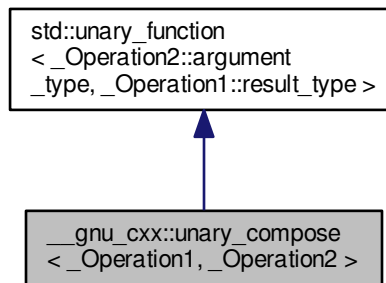 std::unary_function
< _Operation2::argument
_type, _Operation1::result_type >
__gnu_cxx::unary_compose
< _Operation1, _Operation2 >